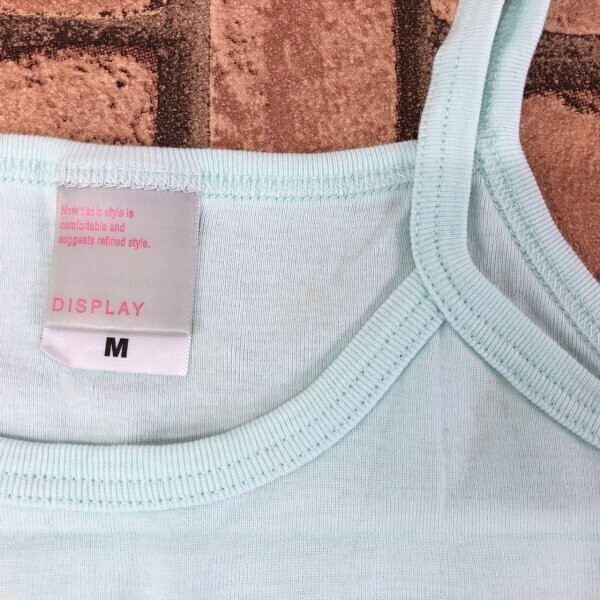 New basic style is
comfortable and
suggests refined style.
DISPLAY
M